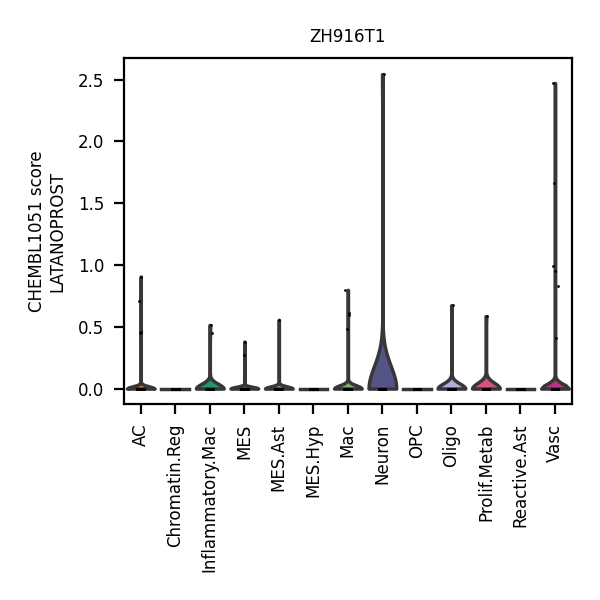 ZH916T1
CHEMBL1051 score
LATANOPROST
2.5
2.0
1.5
1.0
0.5
0.0
AC
Chromatin.Reg
Inflammatory.Mac
MES
MES.Ast
MES.Hyp
Mac
Neuron
OPC
Oligo
Prolif.Metab
Reactive.Ast
Vasc